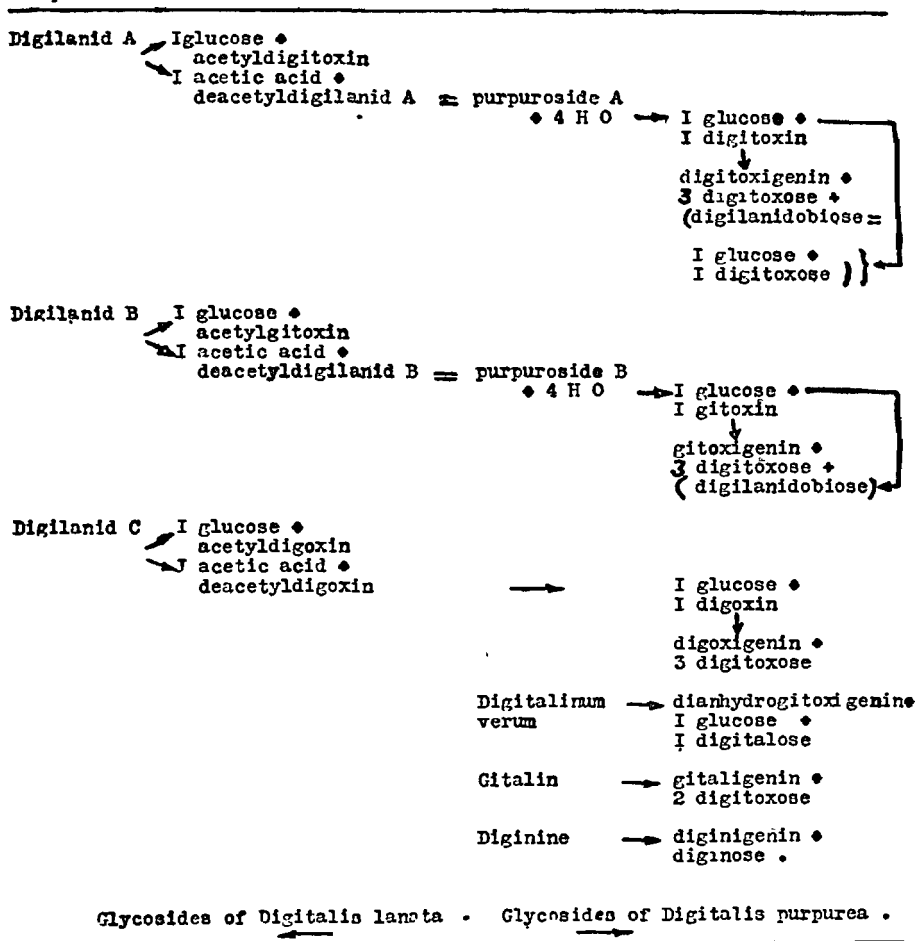 Digilanid A Iglucose +
acetyldigitoxin
I acetic acid +
deacetyldigilanid A = purpuroside A
+ 4 H O → I glucose +
I digitoxin
digitoxigenin +
3 digitoxose +
(digilanidobiose =
I glucose +
I digitoxose ) }
Digilanid B I glucose +
acetylgitoxin
I acetic acid +
deacetyldigilanid B = purpuroside B
+ 4 H O → I glucose +
I gitoxin
gitoxigenin +
3 digitoxose +
( digilanidobiose)
Digilanid C I glucose +
acetyldigoxin
I acetic acid +
deacetyldigoxin → I glucose +
I digoxin
digoxigenin +
3 digitoxose
Digitalinum → dianhydrogitoxigenine+
verum I glucose +
I digitalose
Gitalin → gitaligenin +
2 digitoxose
Diginine → diginigenin +
diginose .
Glycosides of Digitalis lanata . Glycosides of Digitalis purpurea .